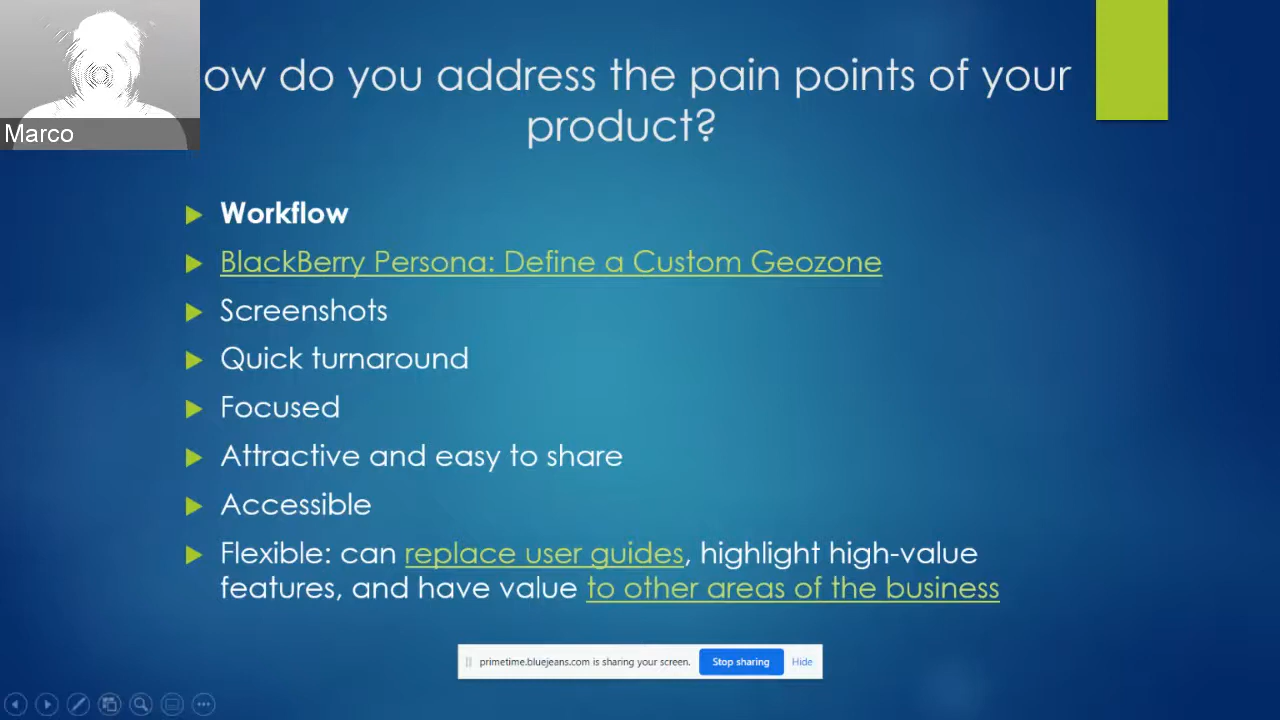 ow do you address the pain points of your
product?
Marco
Workflow
BlackBerry Persona: Define a Custom Geozone
Screenshots
Quick turnaround
Focused
Attractive and easy to share
Accessible
Flexible: can replace user guides, highlight high-value
features, and have value to other areas of the business
primetime.bluejeans.com is sharing your screen. Stop sharing Hide